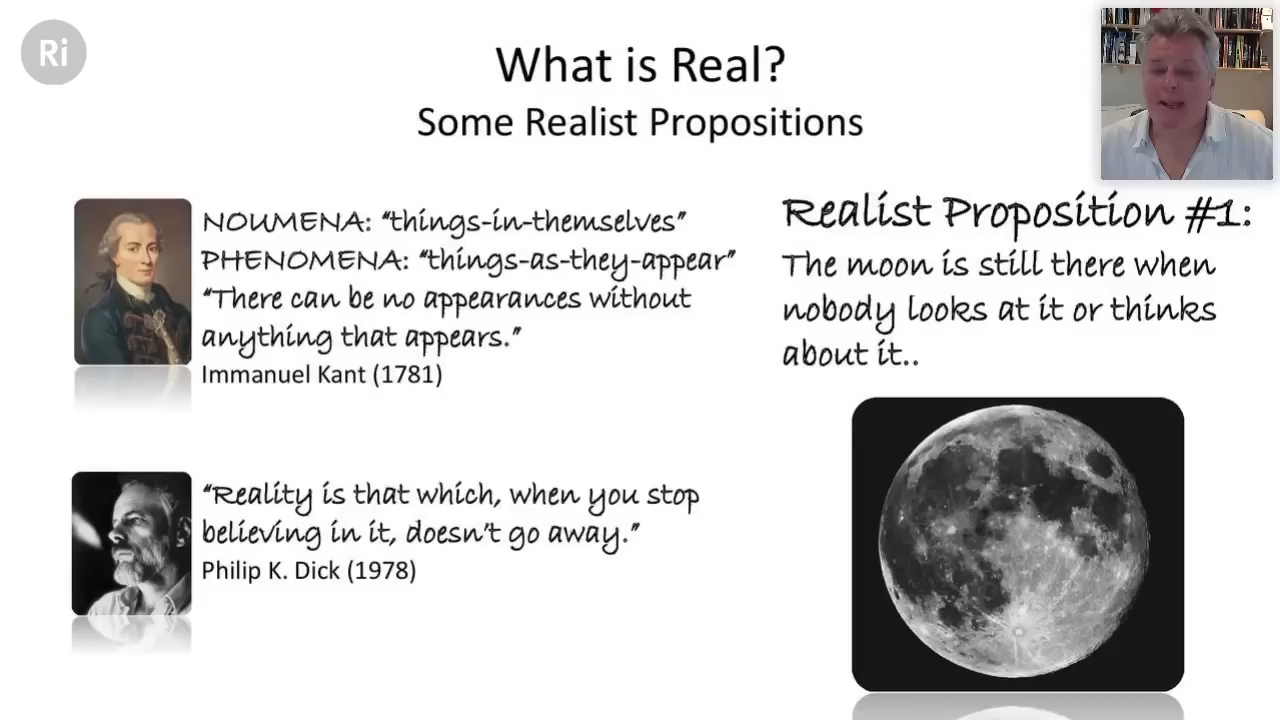 Ri
What is Real?
Some Realist Propositions
NOUMENA: “things-in-themselves”
PHENOMENA: “things-as-they-appear”
“There can be no appearances without
anything that appears.”
Immanuel Kant (1781)
“Reality is that which, when you stop
believing in it, doesn’t go away.”
Philip K. Dick (1978)
Realist Proposition #1:
The moon is still there when
nobody looks at it or thinks
about it..